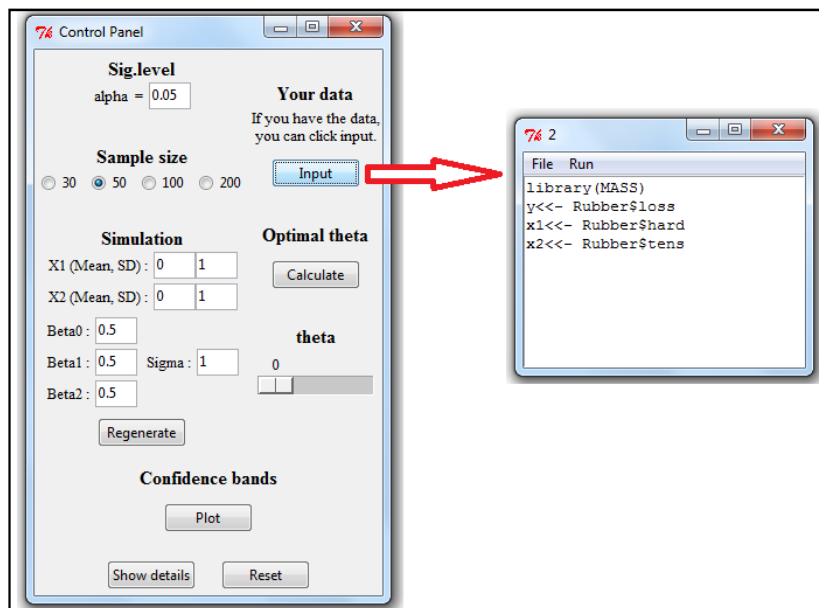 Control Panel
Sig.level
alpha = 0.05
Your data
If you have the data,
you can click input.
Input
Sample size
30 50 100 200
Simulation
X1 (Mean, SD) : 0 1
X2 (Mean, SD) : 0 1
Beta0 : 0.5
Beta1 : 0.5 Sigma : 1
Beta2 : 0.5
Regenerate
Optimal theta
Calculate
theta
0
Confidence bands
Plot
Show details Reset
2
File Run
library(MASS)
y<<- Rubber$loss
x1<<- Rubber$hard
x2<<- Rubber$tens